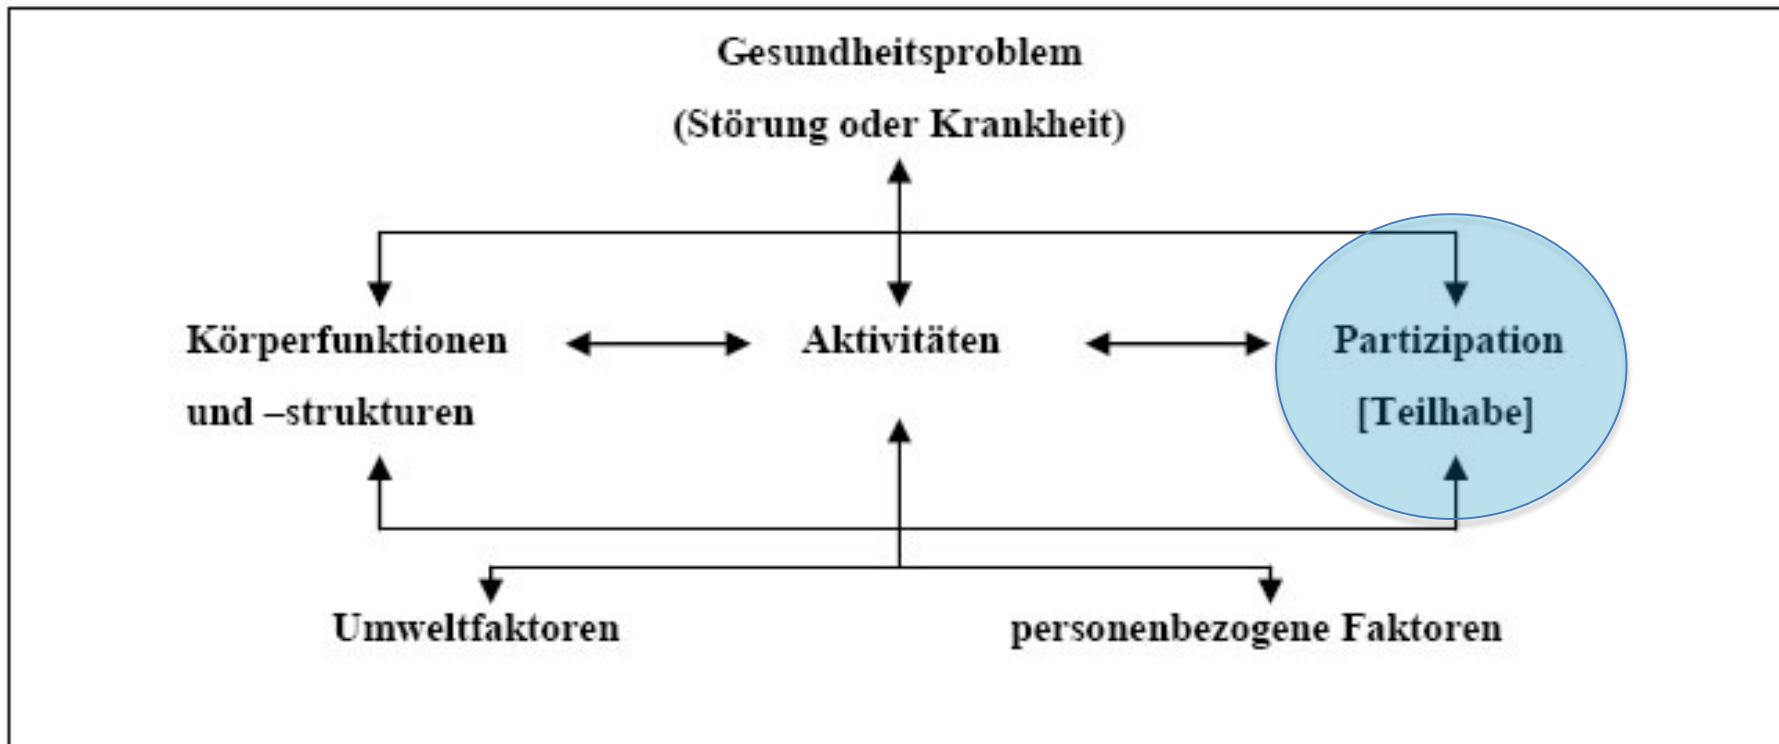 Gesundheitsproblem
(Störung oder Krankheit)
Körperfunktionen
und –strukturen
Aktivitäten
Partizipation
[Teilhabe]
Umweltfaktoren
personenbezogene Faktoren